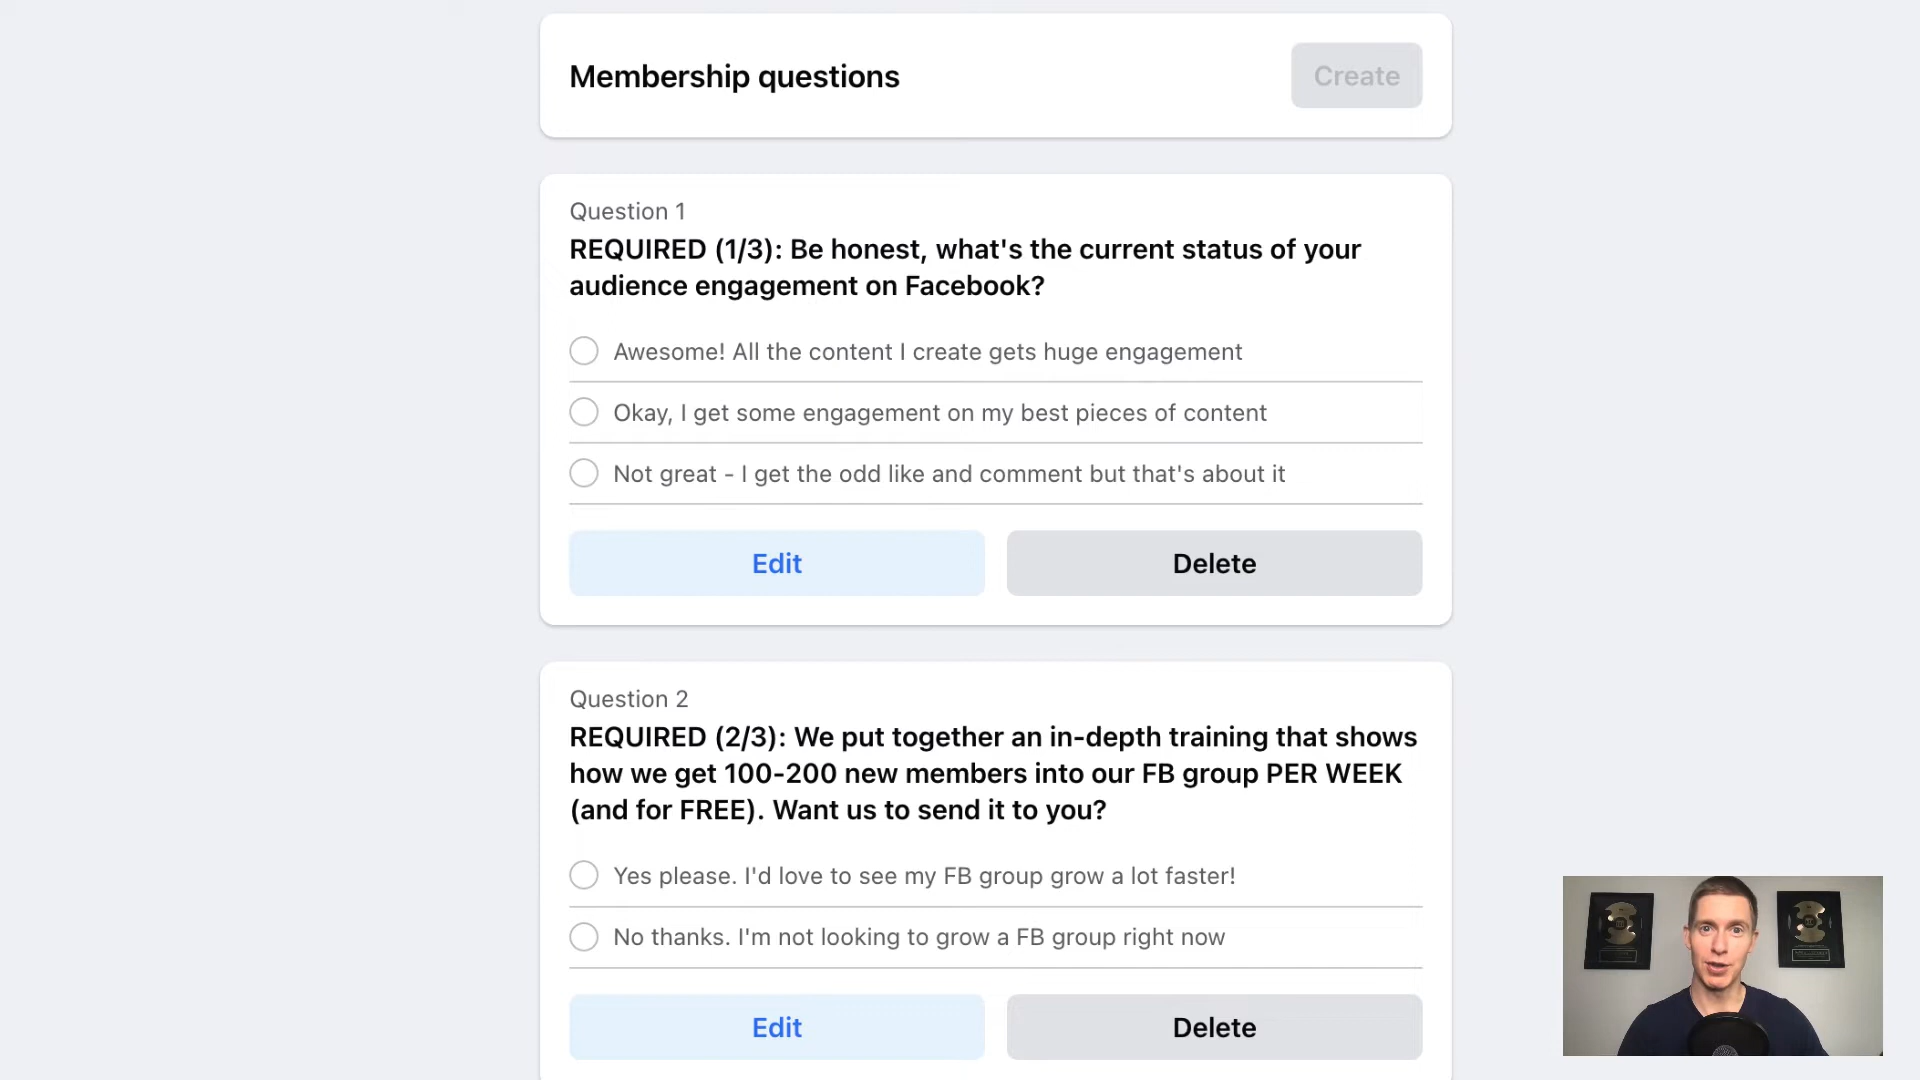 Membership questions
Create
Question 1
REQUIRED (1/3): Be honest, what's the current status of your
audience engagement on Facebook?
Awesome! All the content I create gets huge engagement
Okay, I get some engagement on my best pieces of content
Not great - I get the odd like and comment but that's about it
Edit
Delete
Question 2
REQUIRED (2/3): We put together an in-depth training that shows
how we get 100-200 new members into our FB group PER WEEK
(and for FREE). Want us to send it to you?
Yes please. I'd love to see my FB group grow a lot faster!
No thanks. I'm not looking to grow a FB group right now
Edit
Delete